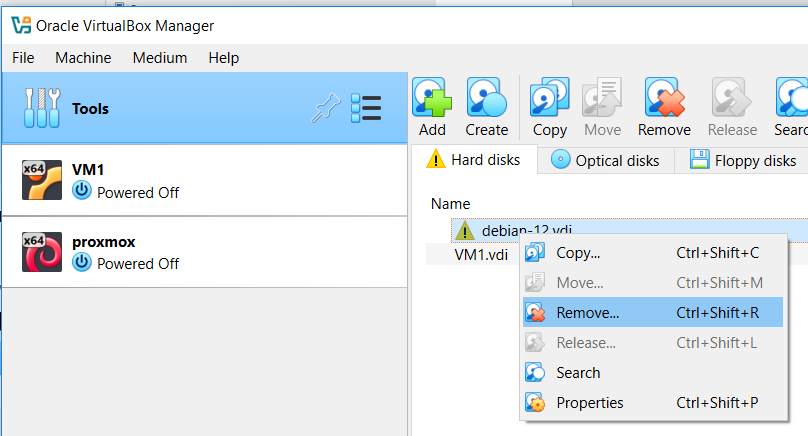 Oracle VirtualBox Manager
File Machine Medium Help
Tools
Add Create Copy Move Remove Release
Hard disks Optical disks Floppy disks
x64 VM1
Powered Off
x64 proxmox
Powered Off
Name
debian-12.vdi
VM1.vdi
Copy... Ctrl+Shift+C
Move... Ctrl+Shift+M
Remove... Ctrl+Shift+R
Release... Ctrl+Shift+L
Search
Properties Ctrl+Shift+P